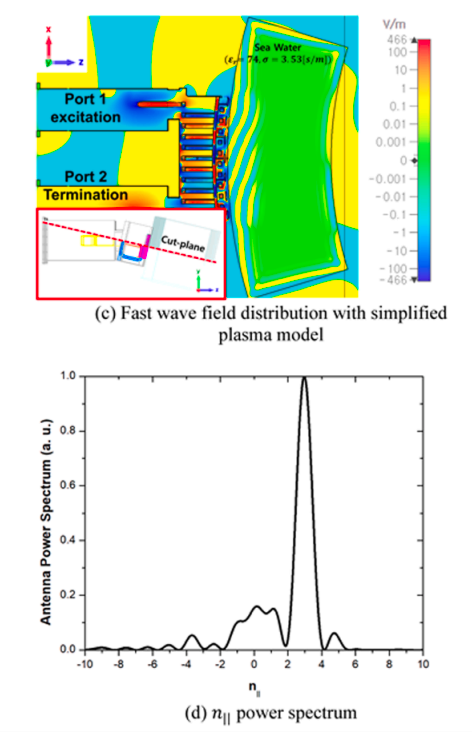 V/m
x
y
z
Sea Water
(εᵣ= 74, σ = 3.53[s/m])
Port 1
excitation
Port 2
Termination
Cut-plane
y
z
466
100
10
1
0.1
0.01
0.001
0
-0.001
-0.01
-0.1
-1
-10
-100
-466
(c) Fast wave field distribution with simplified
plasma model
Antenna Power Spectrum (a. u.)
1.0
0.8
0.6
0.4
0.2
0.0
-10 -8 -6 -4 -2 0 2 4 6 8 10
n||
(d) n|| power spectrum